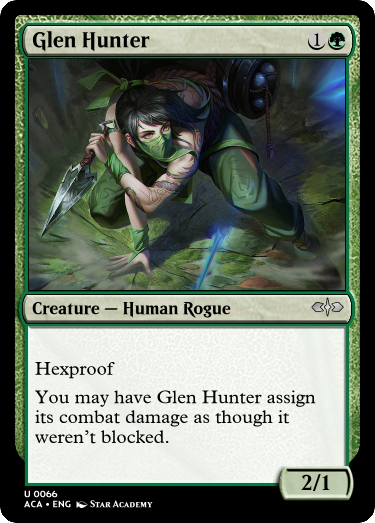 Glen Hunter 1
Creature — Human Rogue
Hexproof
You may have Glen Hunter assign
its combat damage as though it
weren't blocked.
2/1
U 0066
ACA • ENG STAR ACADEMY